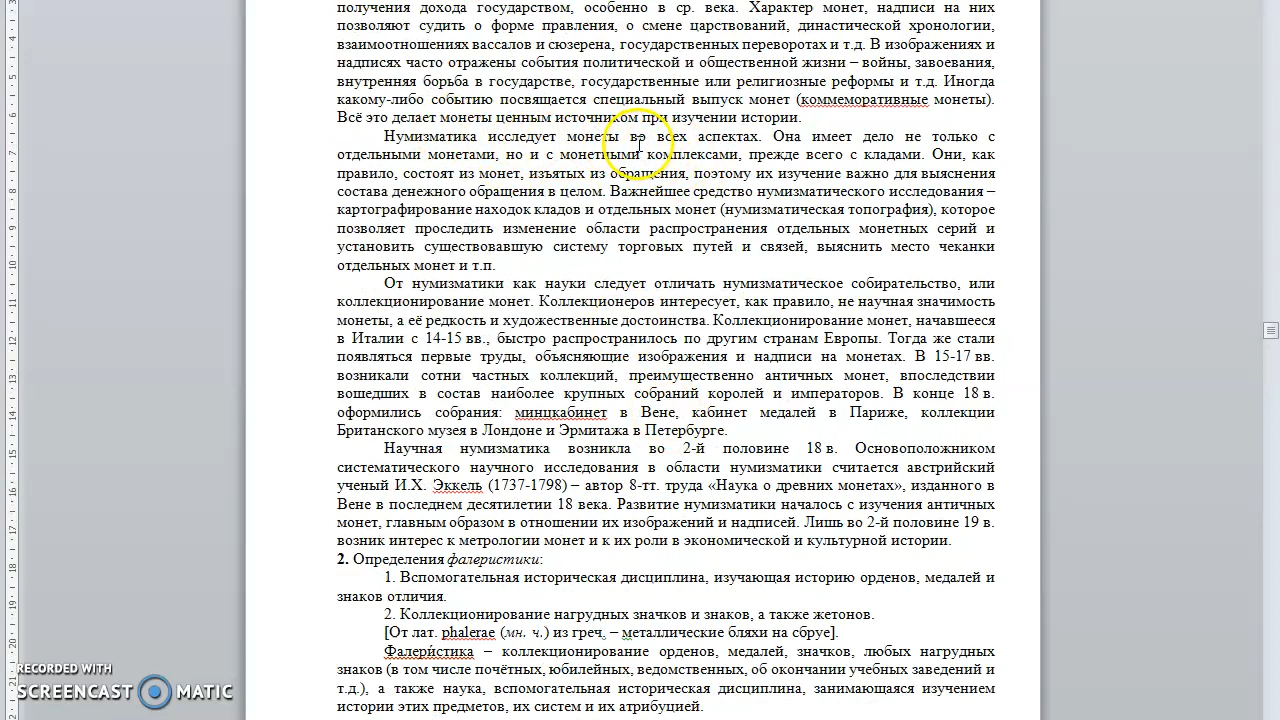 получения дохода государством, особенно в ср. века. Характер монет, надписи на них
позволяют судить о форме правления, о смене царствований, династической хронологии,
взаимоотношениях вассалов и сюзерена, государственных переворотах и т.д. В изображениях и
надписях часто отражены события политической и общественной жизни – войны, завоевания,
внутренняя борьба в государстве, государственные или религиозные реформы и т.д. Иногда
какому-либо событию посвящается специальный выпуск монет (коммеморативные монеты).
Всё это делает монеты ценным источником при изучении истории.
Нумизматика исследует монеты во всех аспектах. Она имеет дело не только с
отдельными монетами, но и с монетными комплексами, прежде всего с кладами. Они, как
правило, состоят из монет, изъятых из обращения, поэтому их изучение важно для выяснения
состава денежного обращения в целом. Важнейшее средство нумизматического исследования –
картографирование находок кладов и отдельных монет (нумизматическая топография), которое
позволяет проследить изменение области распространения отдельных монетных серий и
установить существовавшую систему торговых путей и связей, выяснить место чеканки
отдельных монет и т.п.
От нумизматики как науки следует отличать нумизматическое собирательство, или
коллекционирование монет. Коллекционеров интересует, как правило, не научная значимость
монеты, а её редкость и художественные достоинства. Коллекционирование монет, начавшееся
в Италии с 14-15 вв., быстро распространилось по другим странам Европы. Тогда же стали
появляться первые труды, объясняющие изображения и надписи на монетах. В 15-17 вв.
возникали сотни частных коллекций, преимущественно античных монет, впоследствии
вошедших в состав наиболее крупных собраний королей и императоров. В конце 18 в.
оформились собрания: минцкабинет в Вене, кабинет медалей в Париже, коллекции
Британского музея в Лондоне и Эрмитажа в Петербурге.
Научная нумизматика возникла во 2-й половине 18 в. Основоположником
систематического научного исследования в области нумизматики считается австрийский
ученый И.Х. Эккель (1737-1798) – автор 8-тт. труда «Наука о древних монетах», изданного в
Вене в последнем десятилетии 18 века. Развитие нумизматики началось с изучения античных
монет, главным образом в отношении их изображений и надписей. Лишь во 2-й половине 19 в.
возник интерес к метрологии монет и к их роли в экономической и культурной истории.
2. Определения фалеристики:
1. Вспомогательная историческая дисциплина, изучающая историю орденов, медалей и
знаков отличия.
2. Коллекционирование нагрудных значков и знаков, а также жетонов.
[От лат. phalerae (мн. ч.) из греч. – металлические бляхи на сбруе].
Фалери́стика – коллекционирование орденов, медалей, значков, любых нагрудных
знаков (в том числе почётных, юбилейных, ведомственных, об окончании учебных заведений и
т.д.), а также наука, вспомогательная историческая дисциплина, занимающаяся изучением
истории этих предметов, их систем и их атрибуцией.
RECORDED WITH
SCREENCAST MATIC